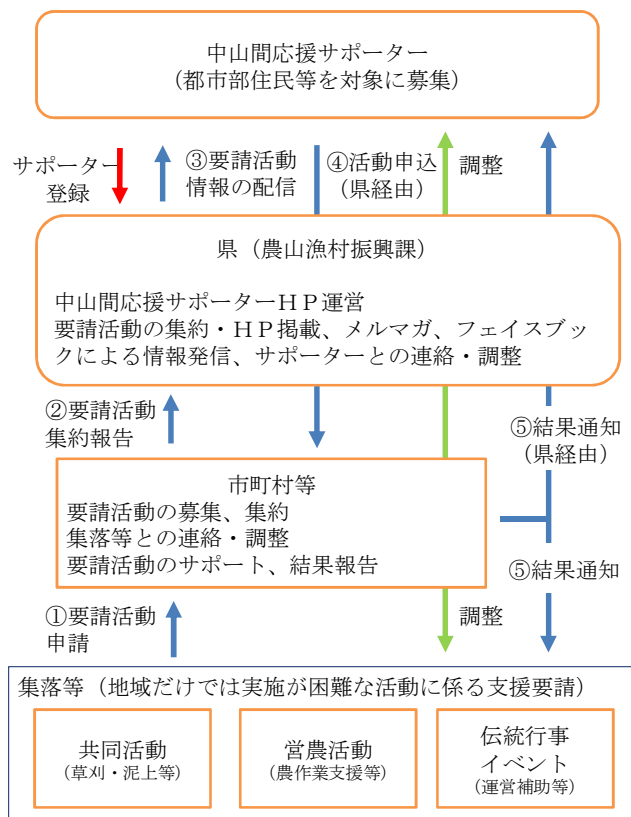 中山間応援サポーター
（都市部住民等を対象に募集）
サポーター
登録
③要請活動
情報の配信
④活動申込
（県経由）
調整
県（農山漁村振興課）
中山間応援サポーターＨＰ運営
要請活動の集約・ＨＰ掲載、メルマガ、フェイスブッ
クによる情報発信、サポーターとの連絡・調整
②要請活動
集約報告
⑤結果通知
（県経由）
市町村等
要請活動の募集、集約
集落等との連絡・調整
要請活動のサポート、結果報告
⑤結果通知
①要請活動
申請
調整
集落等（地域だけでは実施が困難な活動に係る支援要請）
共同活動
（草刈・泥上等）
営農活動
（農作業支援等）
伝統行事
イベント
（運営補助等）